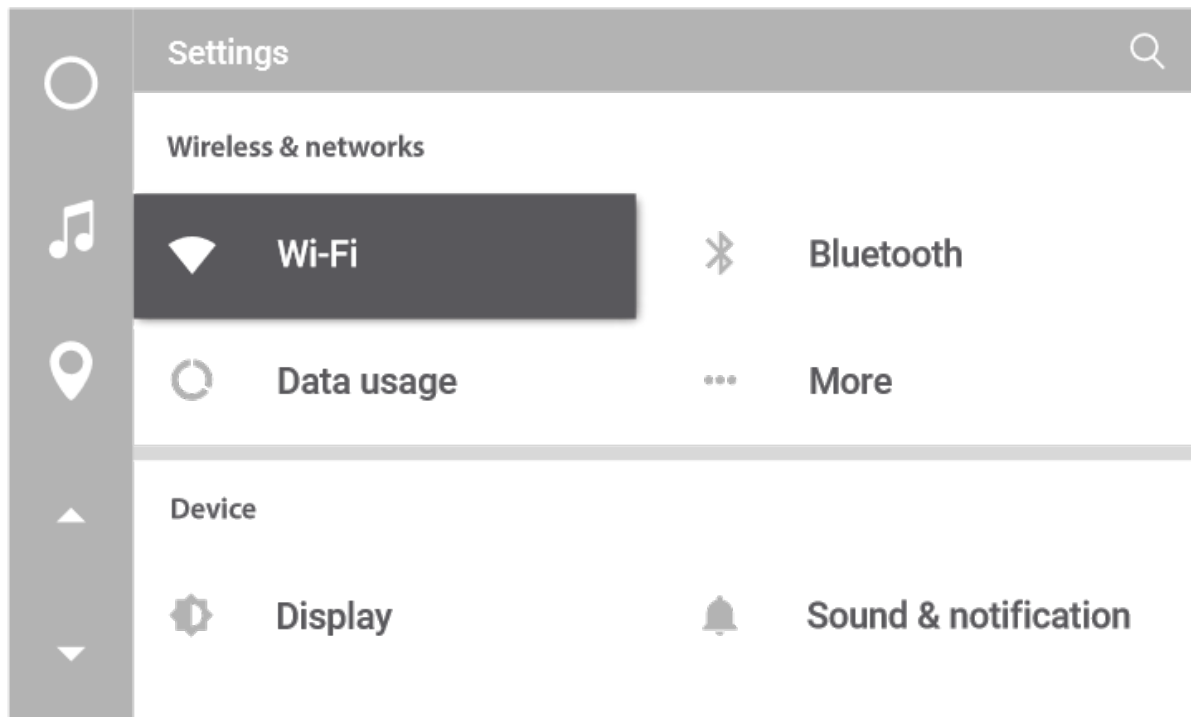 Settings
Wireless & networks
Wi-Fi
Bluetooth
Data usage
More
Device
Display
Sound & notification